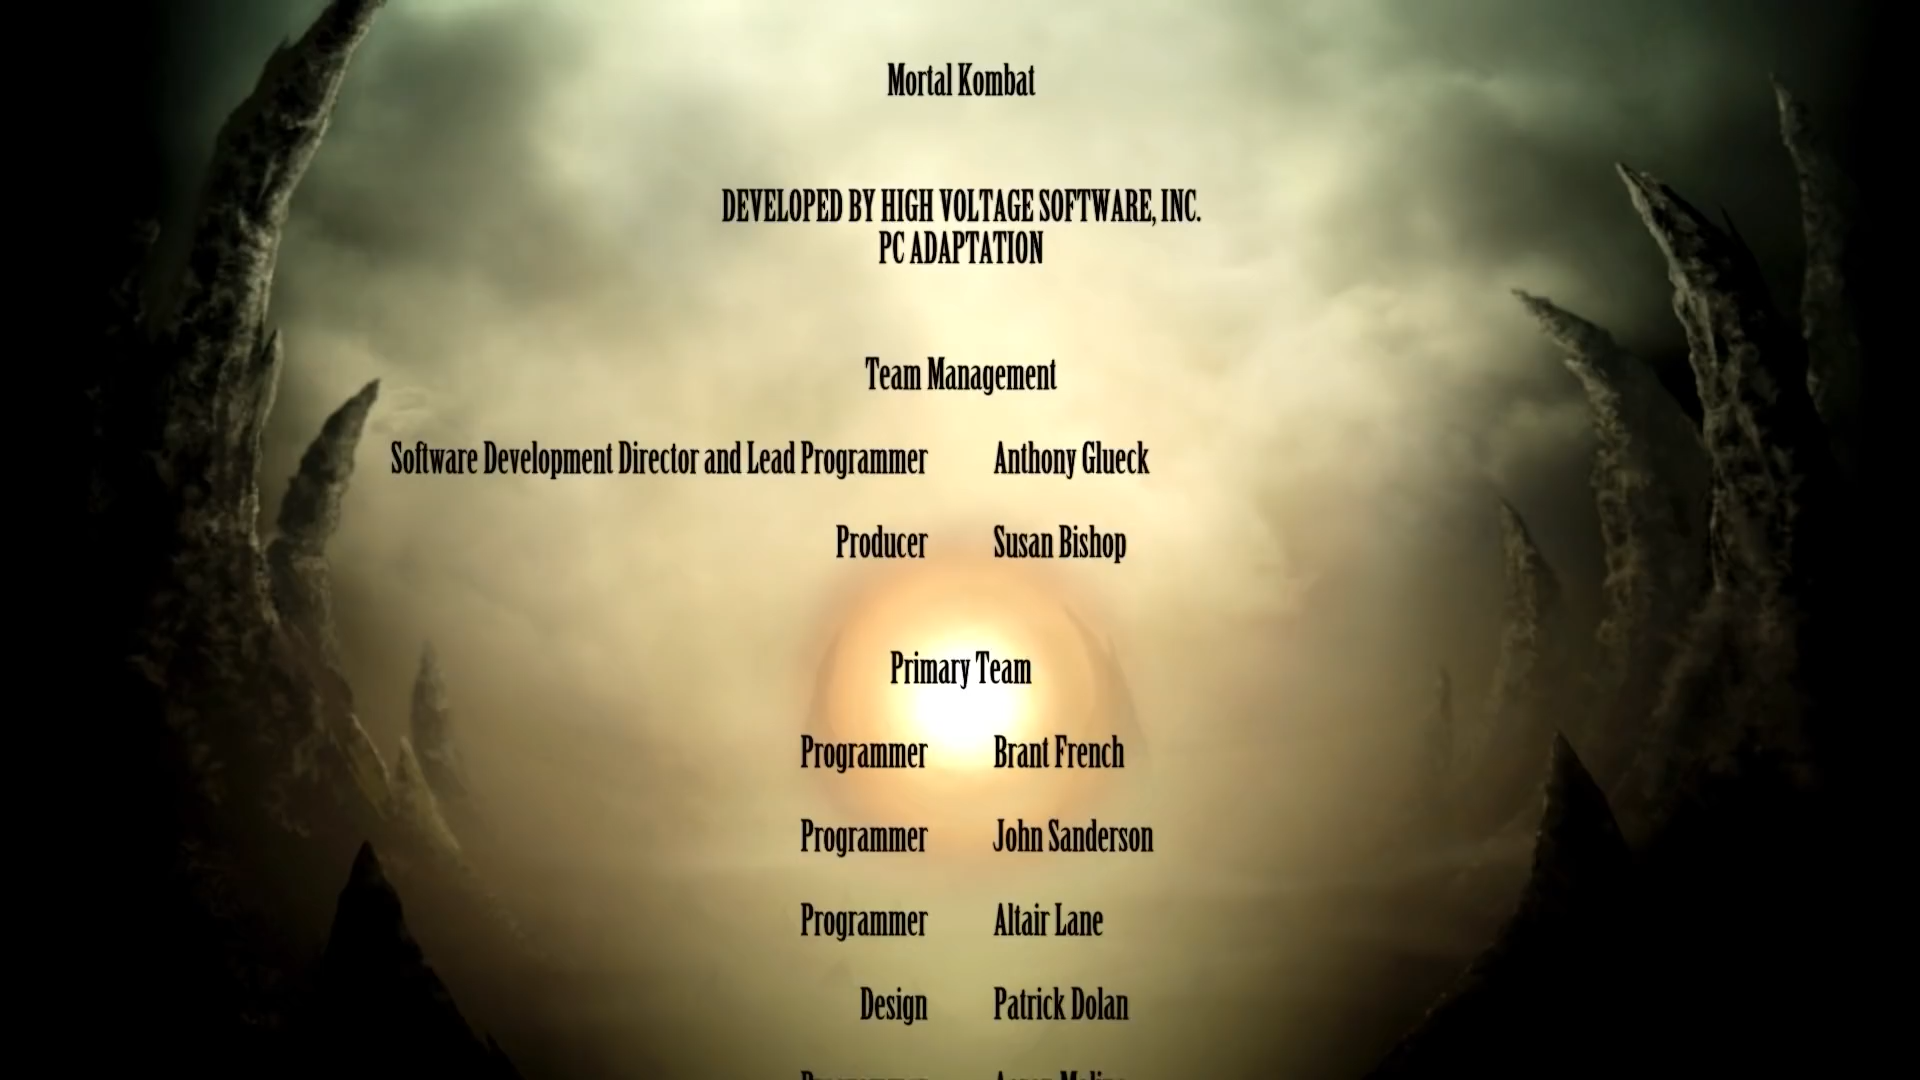 Mortal Kombat
DEVELOPED BY HIGH VOLTAGE SOFTWARE, INC.
PC ADAPTATION
Team Management
Software Development Director and Lead Programmer Anthony Glueck
Producer Susan Bishop
Primary Team
Programmer Brant French
Programmer John Sanderson
Programmer Altair Lane
Design Patrick Dolan